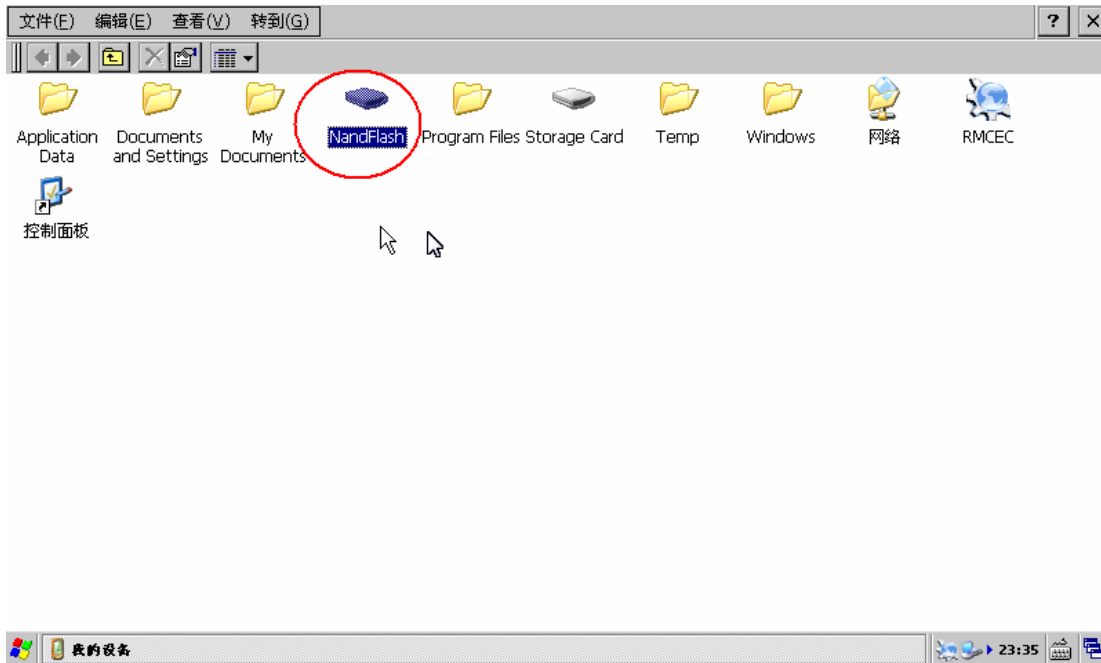 文件(F) 编辑(E) 查看(V) 转到(G) ? ×
Application Data
Documents and Settings
My Documents
NandFlash
Program Files
Storage Card
Temp
Windows
网络
RMCEC
控制面板
我的设备 23:35